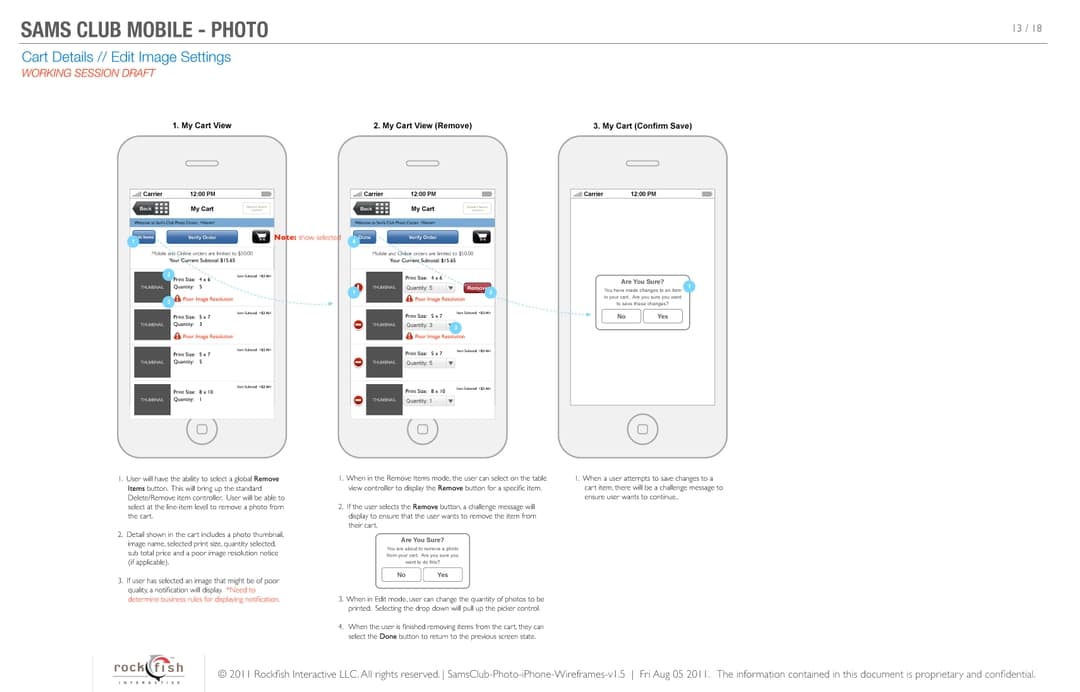 SAMS CLUB MOBILE - PHOTO
13 / 18
Cart Details // Edit Image Settings
WORKING SESSION DRAFT
1. My Cart View
Carrier 12:00 PM
Back My Cart
Verify Order
Note: show selected
Mobile and Online orders are limited to $50.00
Your Current Subtotal $15.65
THUMBNAIL
Print Size: 4 x 6
Quantity: 5
Poor Image Resolution
THUMBNAIL
Print Size: 5 x 7
Quantity: 3
Poor Image Resolution
THUMBNAIL
Print Size: 5 x 7
Quantity: 5
THUMBNAIL
Print Size: 8 x 10
Quantity: 1
1. User will have the ability to select a global Remove
Items button. This will bring up the standard
Delete/Remove item controller. User will be able to
select at the line-item level to remove a photo from
the cart.
2. Detail shown in the cart includes a photo thumbnail,
image name, selected print size, quantity selected,
sub total price and a poor image resolution notice
(if applicable).
3. If user has selected an image that might be of poor
quality, a notification will display. *Need to
determine business rules for displaying notification.
2. My Cart View (Remove)
Carrier 12:00 PM
Back My Cart
Done Verify Order
Mobile and Online orders are limited to $50.00
Your Current Subtotal $15.65
THUMBNAIL
Print Size: 4 x 6
Quantity: 5 Remove
Poor Image Resolution
THUMBNAIL
Print Size: 5 x 7
Quantity: 3
Poor Image Resolution
THUMBNAIL
Print Size: 5 x 7
Quantity: 5
THUMBNAIL
Print Size: 8 x 10
Quantity: 1
1. When in the Remove Items mode, the user can select on the table
view controller to display the Remove button for a specific item.
2. If the user selects the Remove button, a challenge message will
display to ensure that the user wants to remove the item from
their cart.
Are You Sure?
You are about to remove a photo
from your cart. Are you sure you
want to do this?
No Yes
3. When in Edit mode, user can change the quantity of photos to be
printed. Selecting the drop down will pull up the picker control.
4. When the user is finished removing items from the cart, they can
select the Done button to return to the previous screen state.
3. My Cart (Confirm Save)
Carrier 12:00 PM
Are You Sure?
You have made changes to an item
in your cart. Are you sure you want
to save these changes?
No Yes
1. When a user attempts to save changes to a
cart item, there will be a challenge message to
ensure user wants to continue..
rockfish
INTERACTIVE
© 2011 Rockfish Interactive LLC. All rights reserved. | SamsClub-Photo-iPhone-Wireframes-v1.5 | Fri Aug 05 2011. The information contained in this document is proprietary and confidential.